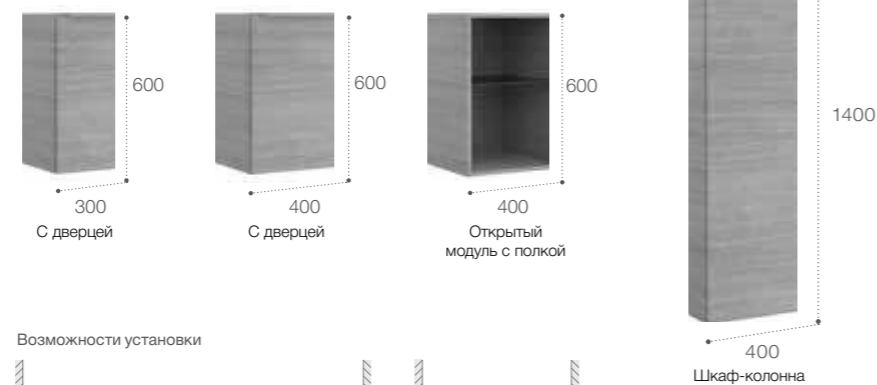 600
600
600
1400
300
400
400
С дверцей
С дверцей
Открытый
модуль с полкой
Возможности установки
400
Шкаф-колонна